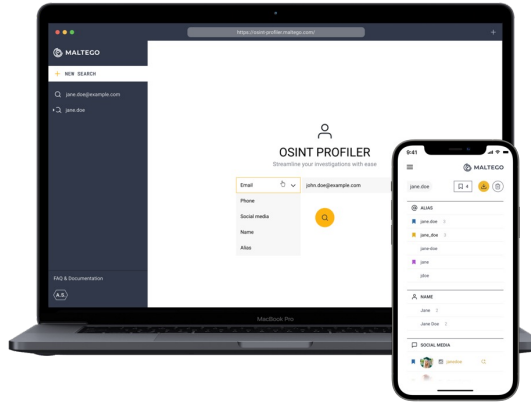 https://osint-profiler.maltego.com/
MALTEGO
NEW SEARCH
jane.doe@example.com
jane.doe
OSINT PROFILER
Streamline your investigations with ease
Email
john.doe@example.com
Phone
Social media
Name
Alias
FAQ & Documentation
A.S.
MacBook Pro
9:41
MALTEGO
jane.doe
4
ALIAS
jane.doe
jane_doe
jane-doe
jane
jdoe
NAME
Jane
Jane Doe
SOCIAL MEDIA